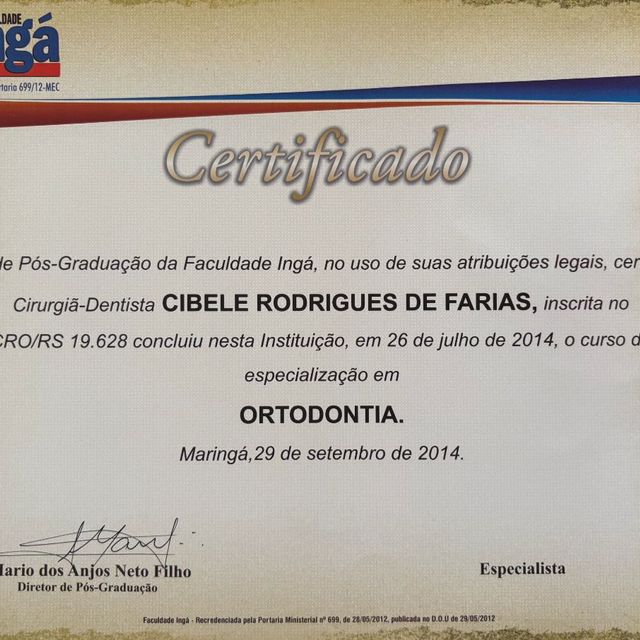 Ingá
699/12-MEC
Certificado
de Pós-Graduação da Faculdade Ingá, no uso de suas atribuições legais, cer
Cirurgiã-Dentista CIBELE RODRIGUES DE FARIAS, inscrita no
CRO/RS 19.628 concluiu nesta Instituição, em 26 de julho de 2014, o curso d
especialização em
ORTODONTIA.
Maringá,29 de setembro de 2014.
Mario dos Anjos Neto Filho
Diretor de Pós-Graduação
Especialista
Faculdade Ingá - Recredenciada pela Portaria Ministerial nº 699, de 28/05/2012, publicada no D.O.U de 29/05/2012